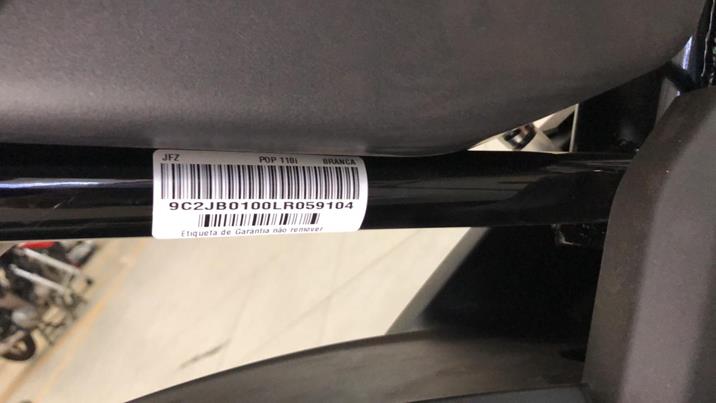 JFZ POP 110i BRANCA
9C2JB0100LR059104
Etiqueta de Garantia não remover